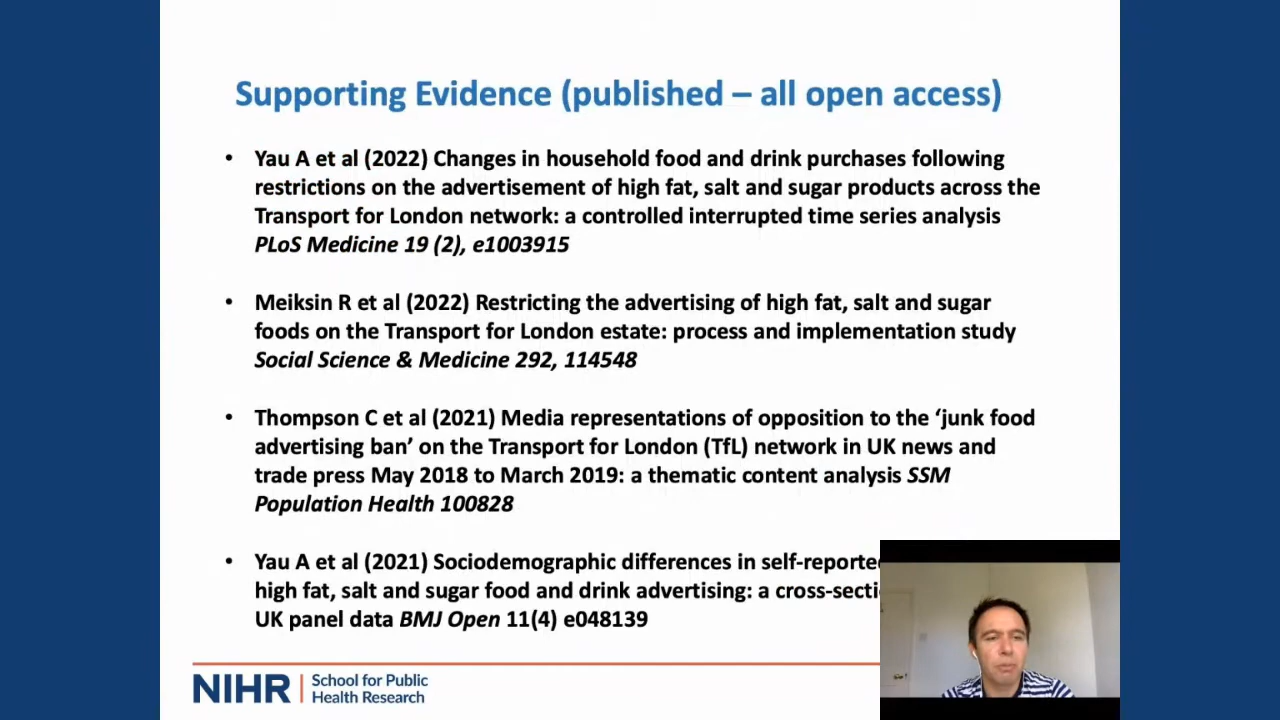 Supporting Evidence (published – all open access)
• Yau A et al (2022) Changes in household food and drink purchases following
restrictions on the advertisement of high fat, salt and sugar products across the
Transport for London network: a controlled interrupted time series analysis
PLoS Medicine 19 (2), e1003915
• Meiksin R et al (2022) Restricting the advertising of high fat, salt and sugar
foods on the Transport for London estate: process and implementation study
Social Science & Medicine 292, 114548
• Thompson C et al (2021) Media representations of opposition to the ‘junk food
advertising ban’ on the Transport for London (TfL) network in UK news and
trade press May 2018 to March 2019: a thematic content analysis SSM
Population Health 100828
• Yau A et al (2021) Sociodemographic differences in self-reported
high fat, salt and sugar food and drink advertising: a
UK panel data BMJ Open 11(4) e048139
NIHR | School for Public
Health Research